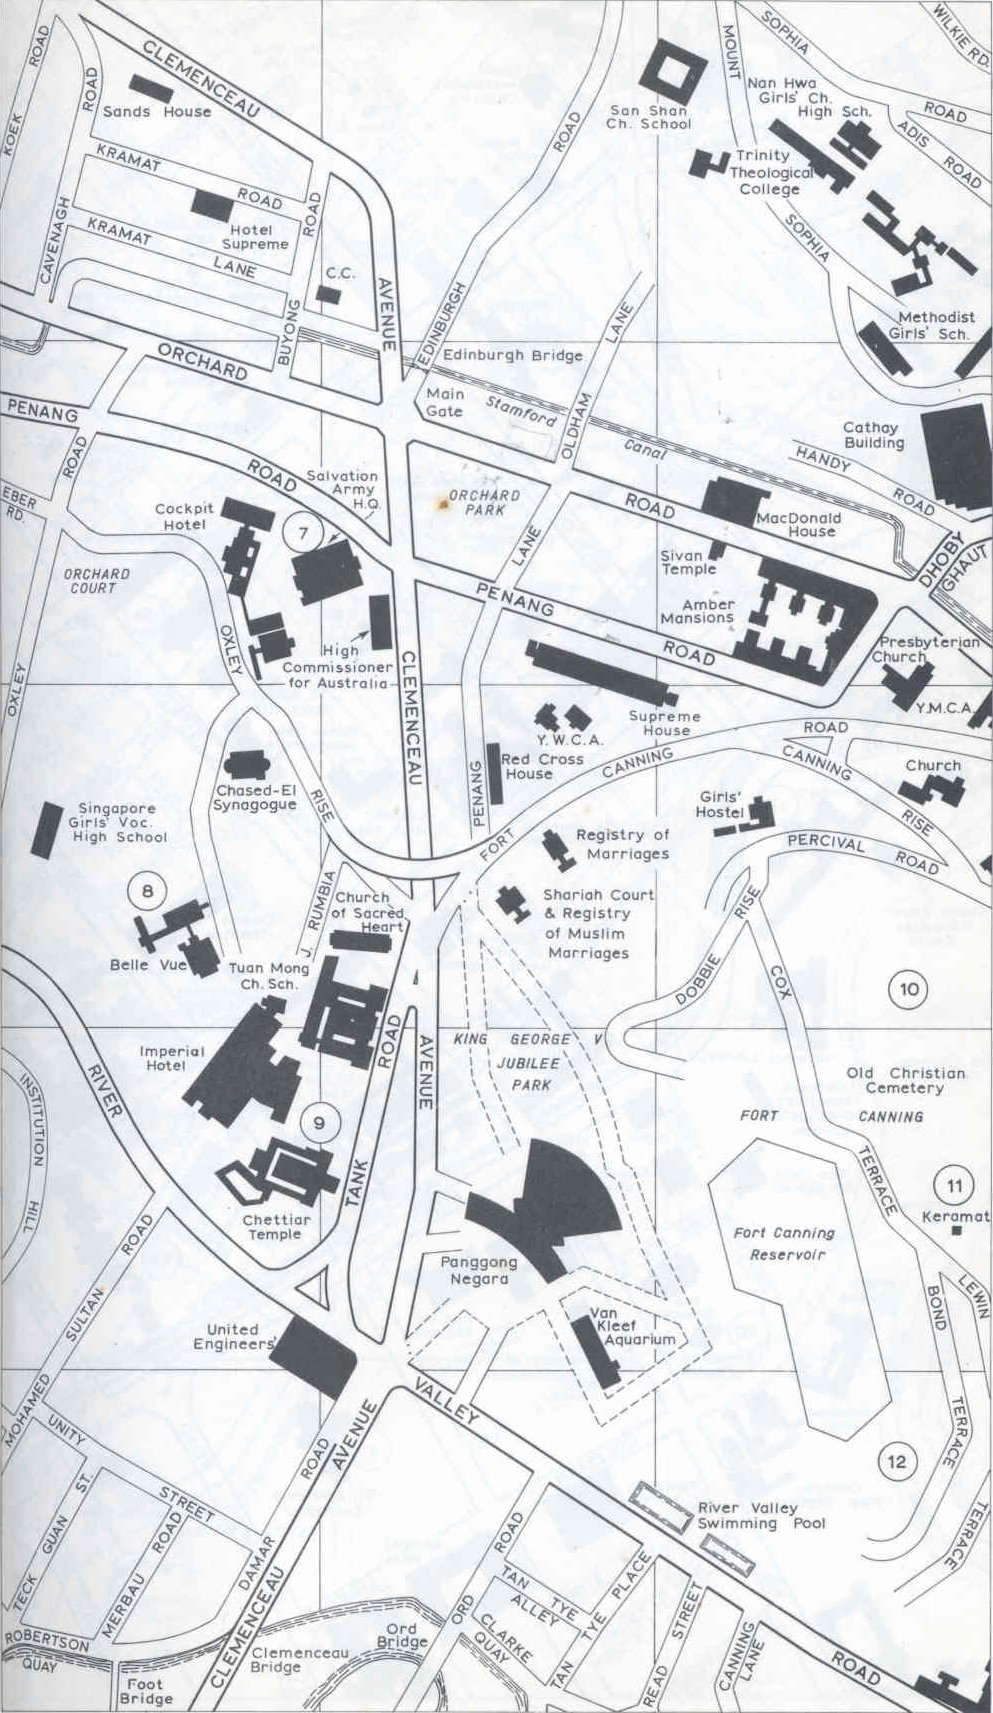 KOEK ROAD
ROAD
CLEMENCEAU
Sands House
KRAMAT
ROAD
Hotel
Supreme
KRAMAT
LANE
CAVENAGH
ROAD
BUYONG
C.C.
AVENUE
EDINBURGH
ROAD
San Shan
Ch. School
MOUNT
SOPHIA
WILKIE RD.
Nan Hwa
Girls' Ch.
High Sch.
ROAD
ADIS
ROAD
Trinity
Theological
College
SOPHIA
Methodist
Girls' Sch.
LANE
OLDHAM
Edinburgh Bridge
ORCHARD
Main
Gate
Stamford
Canal
PENANG
ROAD
Cathay
Building
HANDY
ROAD
EBER
RD.
ROAD
Salvation
Army
H.Q.
Cockpit
Hotel
7
ORCHARD
PARK
ROAD
MacDonald
House
DHOBY
GHAUT
LANE
ORCHARD
COURT
Sivan
Temple
PENANG
Amber
Mansions
ROAD
OXLEY
OXLEY
High
Commissioner
for Australia
CLEMENCEAU
Presbyterian
Church
Y.M.C.A.
Supreme
House
Y.W.C.A.
ROAD
CANNING
CANNING
Chased-El
Synagogue
RISE
Red Cross
House
PENANG
Church
Singapore
Girls' Voc.
High School
Girls'
Hostel
RISE
FORT
Registry of
Marriages
PERCIVAL
ROAD
8
J. RUMBIA
Church
of Sacred
Heart
Shariah Court
& Registry
of Muslim
Marriages
RISE
DOBBIE
COX
Belle Vue
Tuan Mong
Ch. Sch.
10
ROAD
AVENUE
KING GEORGE V
JUBILEE
PARK
Imperial
Hotel
RIVER
INSTITUTION
HILL
Old Christian
Cemetery
FORT CANNING
9
TANK
TERRACE
11
Keramat
Chettiar
Temple
Fort Canning
Reservoir
ROAD
Panggong
Negara
LEWIN
BOND
SULTAN
United
Engineers'
Van
Kleef
Aquarium
MOHAMED
VALLEY
AVENUE
TERRACE
UNITY
STREET
ROAD
12
ST.
GUAN
TECK
ROAD
MERBAU
DAMAR
River Valley
Swimming Pool
TERRACE
ROAD
ORD
TAN
TYE
ALLEY
PLACE
TYE
TAN
CLARKE
QUAY
STREET
READ
CANNING
LANE
ROBERTSON
QUAY
CLEMENCEAU
Clemenceau
Bridge
Ord
Bridge
Foot
Bridge
ROAD